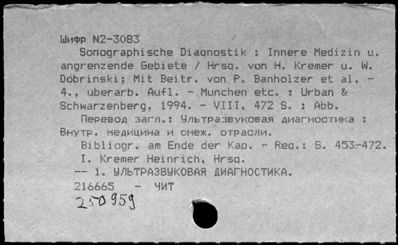 Шифр N2-30B3
Sonographische Diagnostik : Innere Medizin u.
angrenzende Gebiete / Hrsg. von H. Kremer u. W.
Dobrinski; Mit Beitr. von P. Banholzer et al. -
4., uberarb. Aufl. - Munchen etc. : Urban &
Schwarzenberg, 1994. - VIII, 472 S. : Abb.
Перевод загл.: Ультразвуковая диагностика :
Внутр. медицина и смеж. отрасли.
Bibliogr. am Ende der Kap. - Reg.: S. 453-472.
I. Kremer Heinrich, Hrsg.
-- 1. УЛЬТРАЗВУКОВАЯ ДИАГНОСТИКА.
216665 - ЧИТ
250959